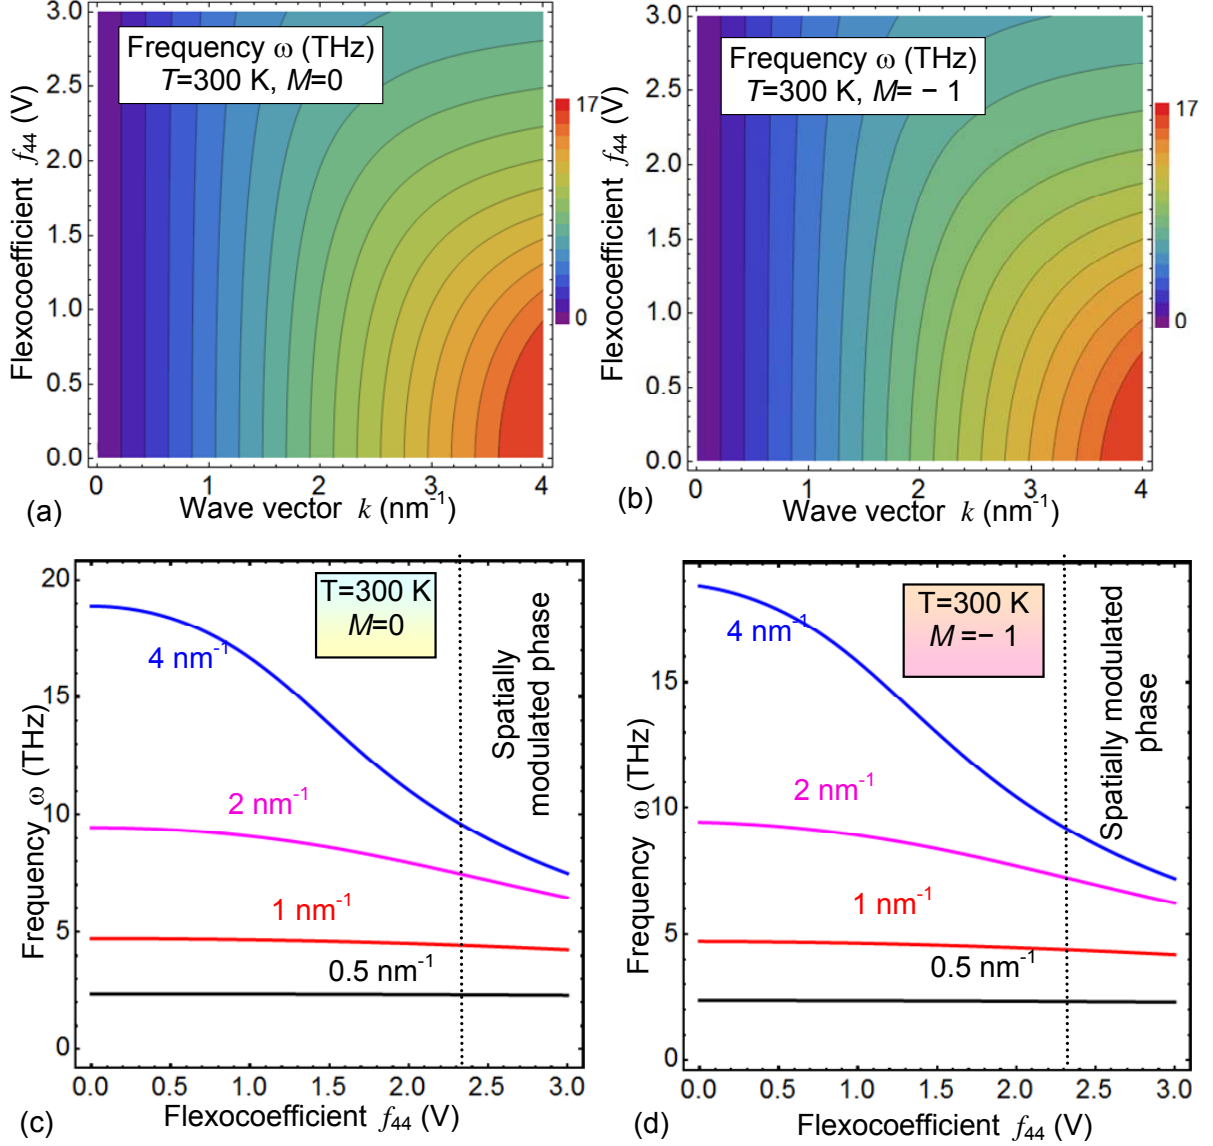 Frequency ω (THz)
T=300 K, M=0
Flexocoefficient f44 (V)
3.0
2.5
2.0
1.5
1.0
0.5
0.0
0 1 2 3 4
17
0
(a) Wave vector k (nm-1)
Frequency ω (THz)
T=300 K, M= − 1
Flexocoefficient f44 (V)
3.0
2.5
2.0
1.5
1.0
0.5
0.0
0 1 2 3 4
17
0
(b) Wave vector k (nm-1)
Frequency ω (THz)
20
15
10
5
0
T=300 K
M=0
4 nm-1
2 nm-1
1 nm-1
0.5 nm-1
Spatially
modulated phase
0.0 0.5 1.0 1.5 2.0 2.5 3.0
(c) Flexocoefficient f44 (V)
Frequency ω (THz)
15
10
5
0
T=300 K
M =− 1
4 nm-1
2 nm-1
1 nm-1
0.5 nm-1
Spatially modulated
phase
0.0 0.5 1.0 1.5 2.0 2.5 3.0
(d) Flexocoefficient f44 (V)